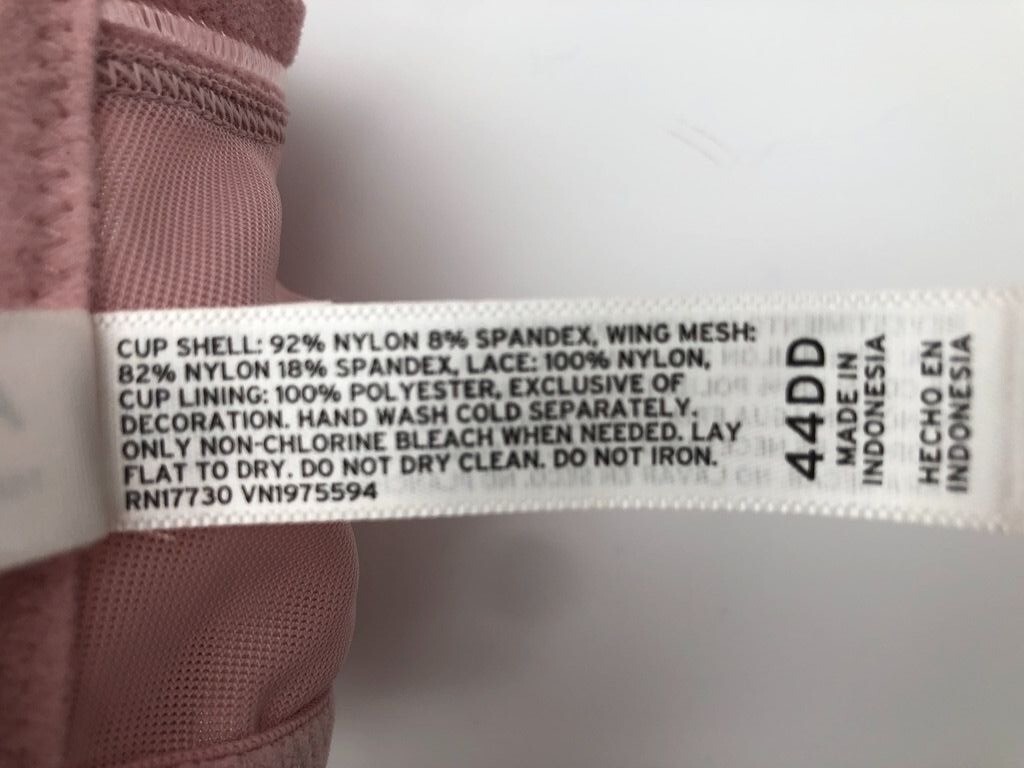 CUP SHELL: 92% NYLON 8% SPANDEX, WING MESH:
82% NYLON 18% SPANDEX, LACE: 100% NYLON,
CUP LINING: 100% POLYESTER, EXCLUSIVE OF
DECORATION. HAND WASH COLD SEPARATELY.
ONLY NON-CHLORINE BLEACH WHEN NEEDED. LAY
FLAT TO DRY. DO NOT DRY CLEAN. DO NOT IRON.
RN17730 VN1975594
44DD
MADE IN
INDONESIA
HECHO EN
INDONESIA